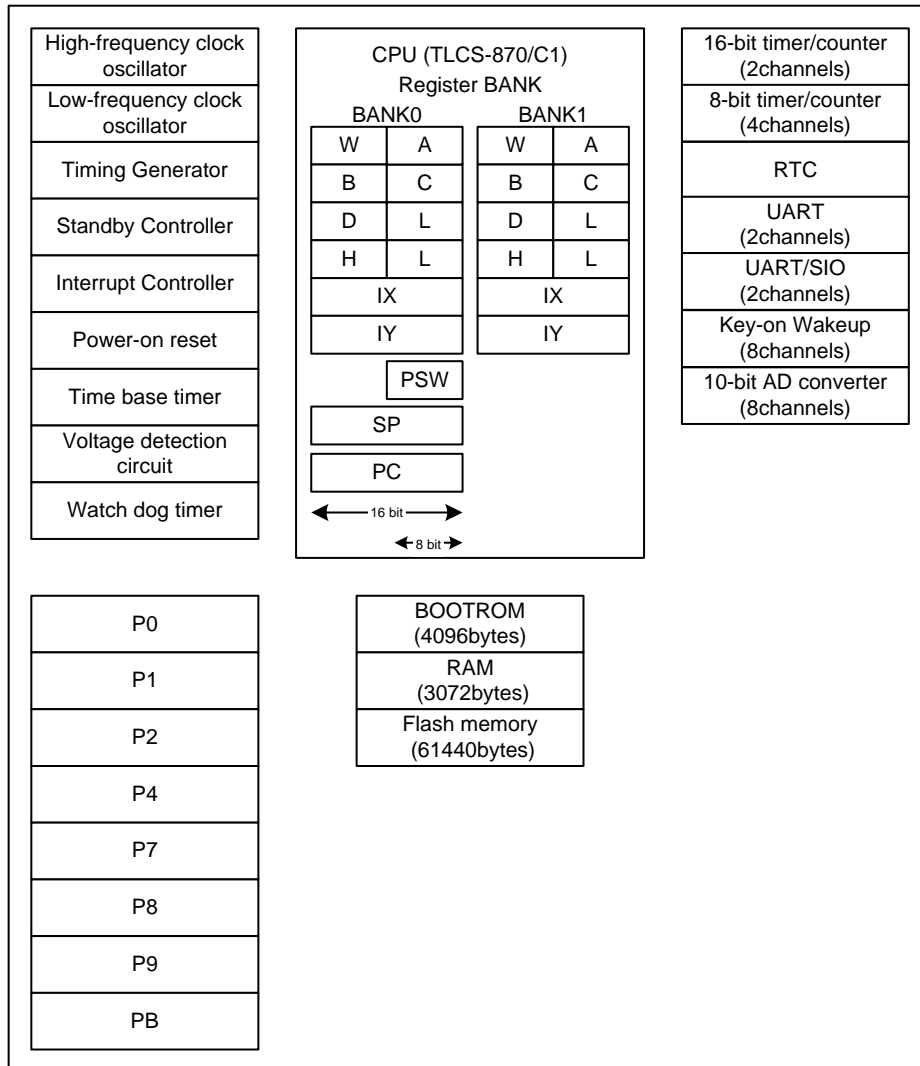 High-frequency clock
oscillator
Low-frequency clock
oscillator
Timing Generator
Standby Controller
Interrupt Controller
Power-on reset
Time base timer
Voltage detection
circuit
Watch dog timer
CPU (TLCS-870/C1)
Register BANK
BANK0 BANK1
W A W A
B C B C
D L D L
H L H L
IX IX
IY IY
PSW
SP
PC
16 bit
8 bit
16-bit timer/counter
(2channels)
8-bit timer/counter
(4channels)
RTC
UART
(2channels)
UART/SIO
(2channels)
Key-on Wakeup
(8channels)
10-bit AD converter
(8channels)
P0
P1
P2
P4
P7
P8
P9
PB
BOOTROM
(4096bytes)
RAM
(3072bytes)
Flash memory
(61440bytes)